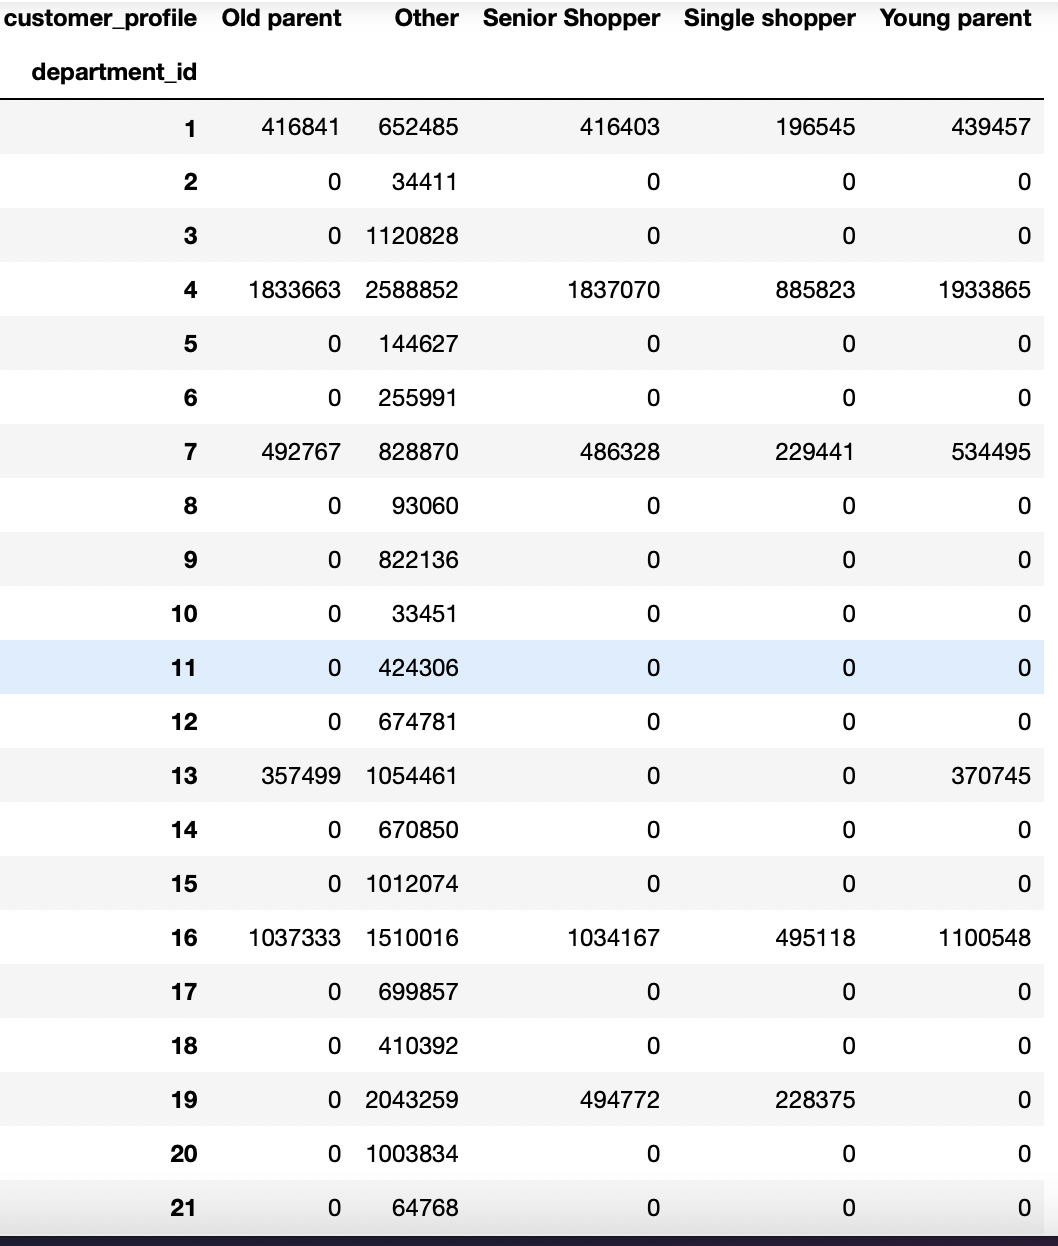 customer_profile Old parent Other Senior Shopper Single shopper Young parent
department_id
1 416841 652485 416403 196545 439457
2 0 34411 0 0 0
3 0 1120828 0 0 0
4 1833663 2588852 1837070 885823 1933865
5 0 144627 0 0 0
6 0 255991 0 0 0
7 492767 828870 486328 229441 534495
8 0 93060 0 0 0
9 0 822136 0 0 0
10 0 33451 0 0 0
11 0 424306 0 0 0
12 0 674781 0 0 0
13 357499 1054461 0 0 370745
14 0 670850 0 0 0
15 0 1012074 0 0 0
16 1037333 1510016 1034167 495118 1100548
17 0 699857 0 0 0
18 0 410392 0 0 0
19 0 2043259 494772 228375 0
20 0 1003834 0 0 0
21 0 64768 0 0 0